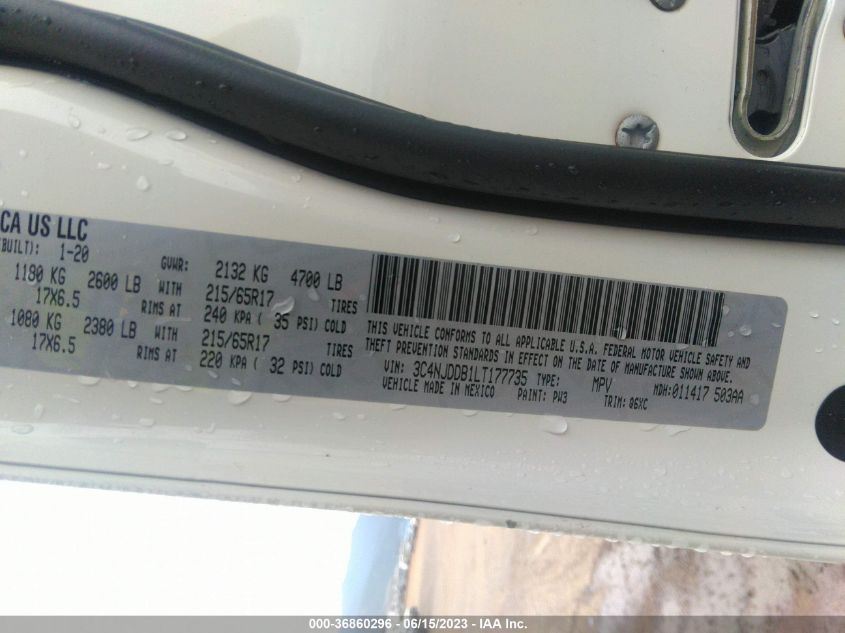 CA US LLC
BUILT): 1-20 GVWR: 2132 KG 4700 LB
1180 KG 2600 LB WITH 215/65R17 TIRES
17X6.5 RIMS AT 240 KPA ( 35 PSI) COLD
1080 KG 2380 LB WITH 215/65R17 TIRES
17X6.5 RIMS AT 220 KPA ( 32 PSI) COLD
THIS VEHICLE CONFORMS TO ALL APPLICABLE U.S.A. FEDERAL MOTOR VEHICLE SAFETY AND
THEFT PREVENTION STANDARDS IN EFFECT ON THE DATE OF MANUFACTURE SHOWN ABOVE.
VIN: 3C4NJDDB1LT177735 TYPE: MPV MDH:011417 503AA
VEHICLE MADE IN MEXICO PAINT: PW3 TRIM: Q6XC
000-36860296 - 06/15/2023 - IAA Inc.